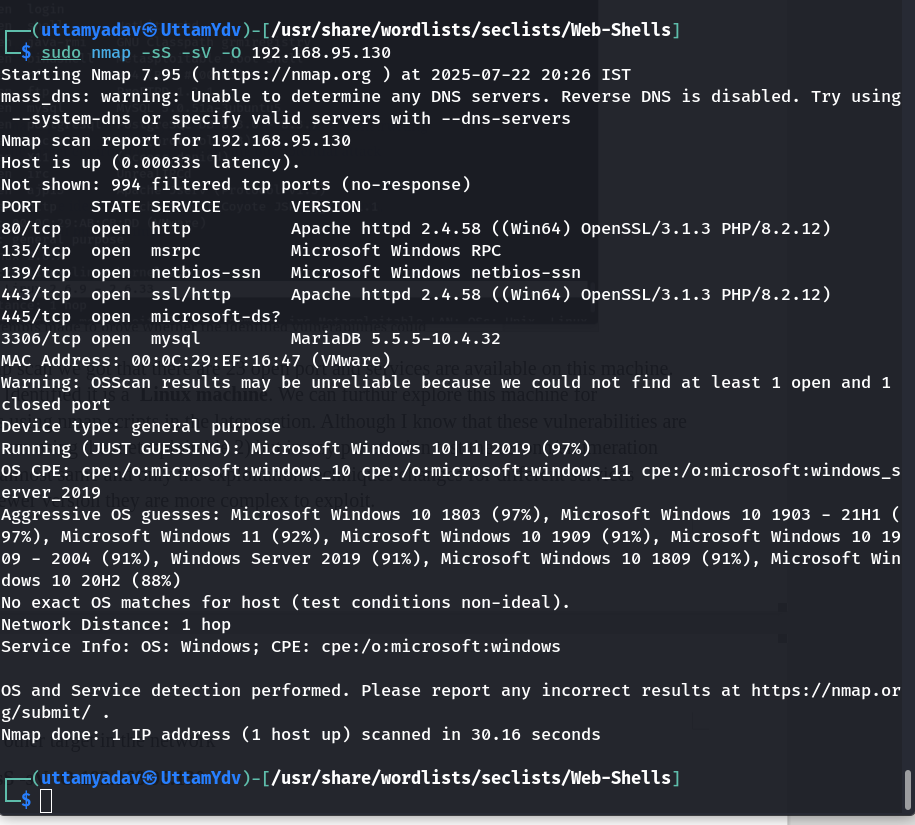 (uttamyadav㉿UttamYdv)-[/usr/share/wordlists/seclists/Web-Shells]
$ sudo nmap -sS -sV -O 192.168.95.130
Starting Nmap 7.95 ( https://nmap.org ) at 2025-07-22 20:26 IST
mass_dns: warning: Unable to determine any DNS servers. Reverse DNS is disabled. Try using
--system-dns or specify valid servers with --dns-servers
Nmap scan report for 192.168.95.130
Host is up (0.00033s latency).
Not shown: 994 filtered tcp ports (no-response)
PORT     STATE SERVICE       VERSION
80/tcp   open  http          Apache httpd 2.4.58 ((Win64) OpenSSL/3.1.3 PHP/8.2.12)
135/tcp  open  msrpc         Microsoft Windows RPC
139/tcp  open  netbios-ssn   Microsoft Windows netbios-ssn
443/tcp  open  ssl/http      Apache httpd 2.4.58 ((Win64) OpenSSL/3.1.3 PHP/8.2.12)
445/tcp  open  microsoft-ds?
3306/tcp open  mysql         MariaDB 5.5.5-10.4.32
MAC Address: 00:0C:29:EF:16:47 (VMware)
Warning: OSScan results may be unreliable because we could not find at least 1 open and 1
closed port
Device type: general purpose
Running (JUST GUESSING): Microsoft Windows 10|11|2019 (97%)
OS CPE: cpe:/o:microsoft:windows_10 cpe:/o:microsoft:windows_11 cpe:/o:microsoft:windows_s
erver_2019
Aggressive OS guesses: Microsoft Windows 10 1803 (97%), Microsoft Windows 10 1903 - 21H1 (
97%), Microsoft Windows 11 (92%), Microsoft Windows 10 1909 (91%), Microsoft Windows 10 19
09 - 2004 (91%), Windows Server 2019 (91%), Microsoft Windows 10 1809 (91%), Microsoft Win
dows 10 20H2 (88%)
No exact OS matches for host (test conditions non-ideal).
Network Distance: 1 hop
Service Info: OS: Windows; CPE: cpe:/o:microsoft:windows
OS and Service detection performed. Please report any incorrect results at https://nmap.or
g/submit/ .
Nmap done: 1 IP address (1 host up) scanned in 30.16 seconds
(uttamyadav㉿UttamYdv)-[/usr/share/wordlists/seclists/Web-Shells]
$